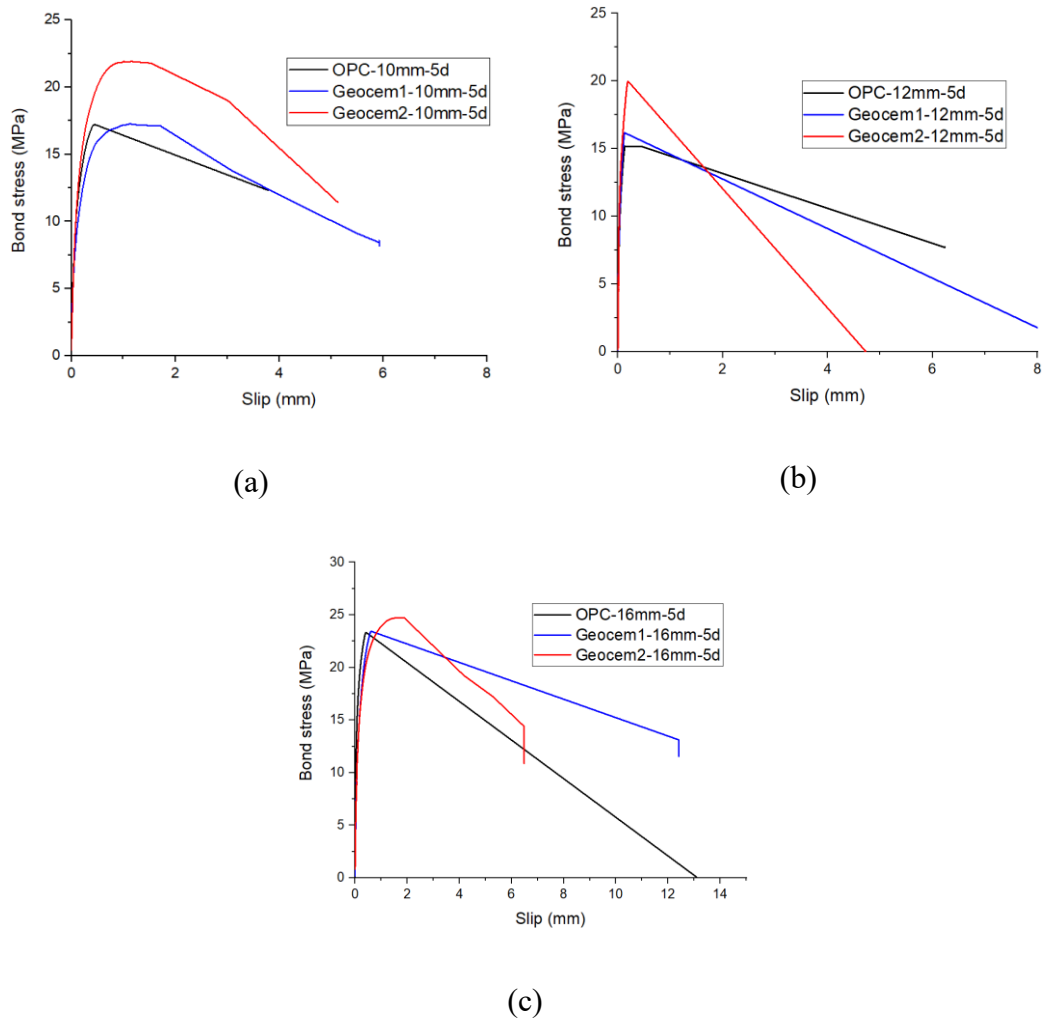 25
20
15
10
5
0
Bond stress (MPa)
OPC-10mm-5d
Geocem1-10mm-5d
Geocem2-10mm-5d
0 2 4 6 8
Slip (mm)
(a)
25
20
15
10
5
0
Bond stress (MPa)
OPC-12mm-5d
Geocem1-12mm-5d
Geocem2-12mm-5d
0 2 4 6 8
Slip (mm)
(b)
30
25
20
15
10
5
0
Bond stress (MPa)
OPC-16mm-5d
Geocem1-16mm-5d
Geocem2-16mm-5d
0 2 4 6 8 10 12 14
Slip (mm)
(c)